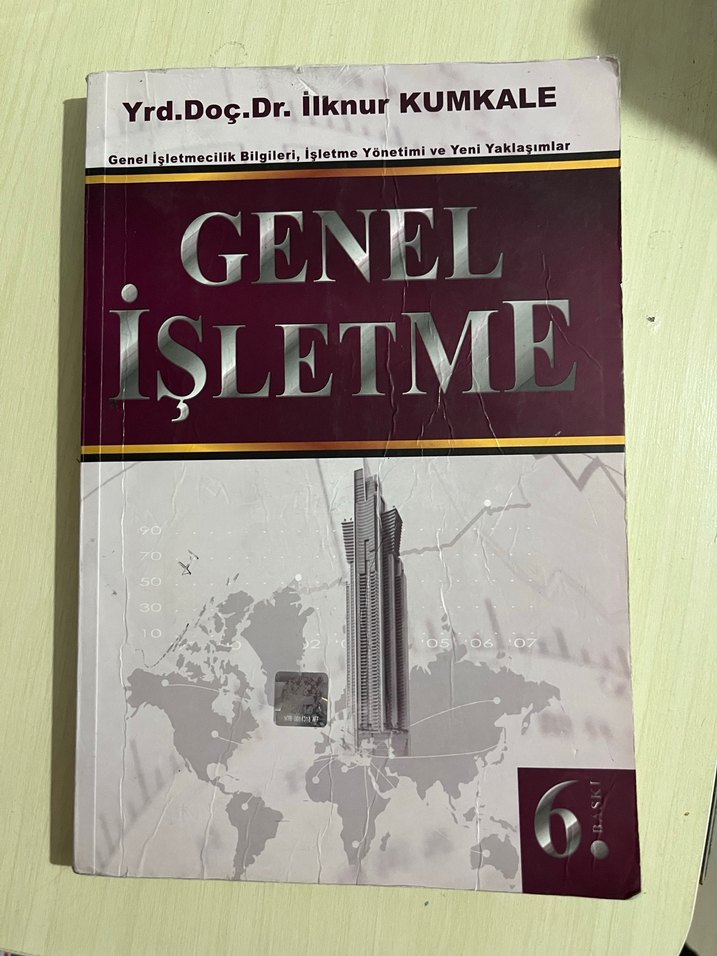 Yrd.Doç.Dr. İlknur KUMKALE
Genel İşletmecilik Bilgileri, İşletme Yönetimi ve Yeni Yaklaşımlar
GENEL
İŞLETME
90
70
50
30
10
'05 '06 '07
6.
BASKI